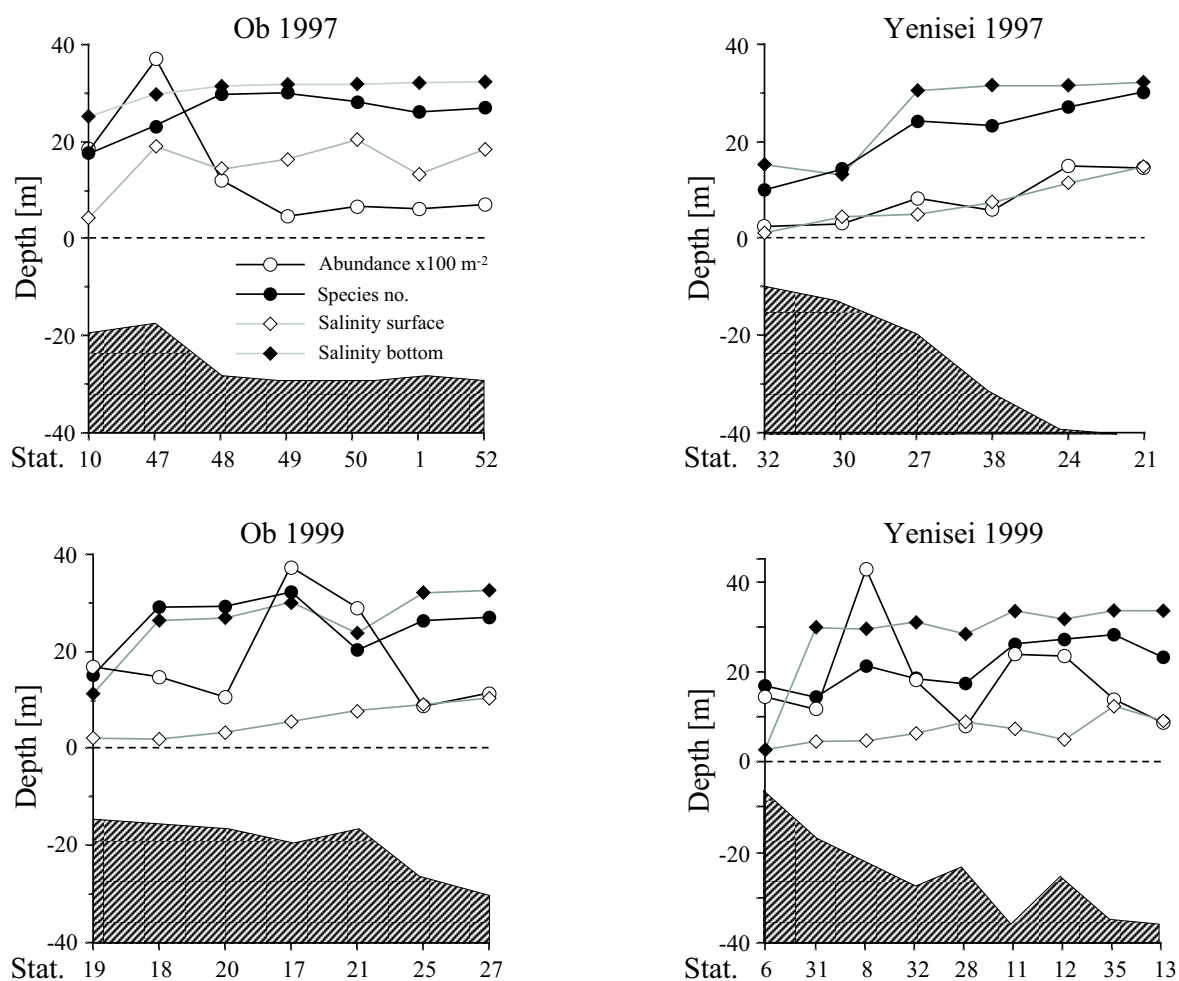 Ob 1997
40
20
0
-20
-40
Depth [m]
Abundance x100 m-2
Species no.
Salinity surface
Salinity bottom
Stat. 10 47 48 49 50 1 52
Yenisei 1997
40
20
0
-20
-40
Depth [m]
Stat. 32 30 27 38 24 21
Ob 1999
40
20
0
-20
-40
Depth [m]
Stat. 19 18 20 17 21 25 27
Yenisei 1999
40
20
0
-20
-40
Depth [m]
Stat. 6 31 8 32 28 11 12 35 13